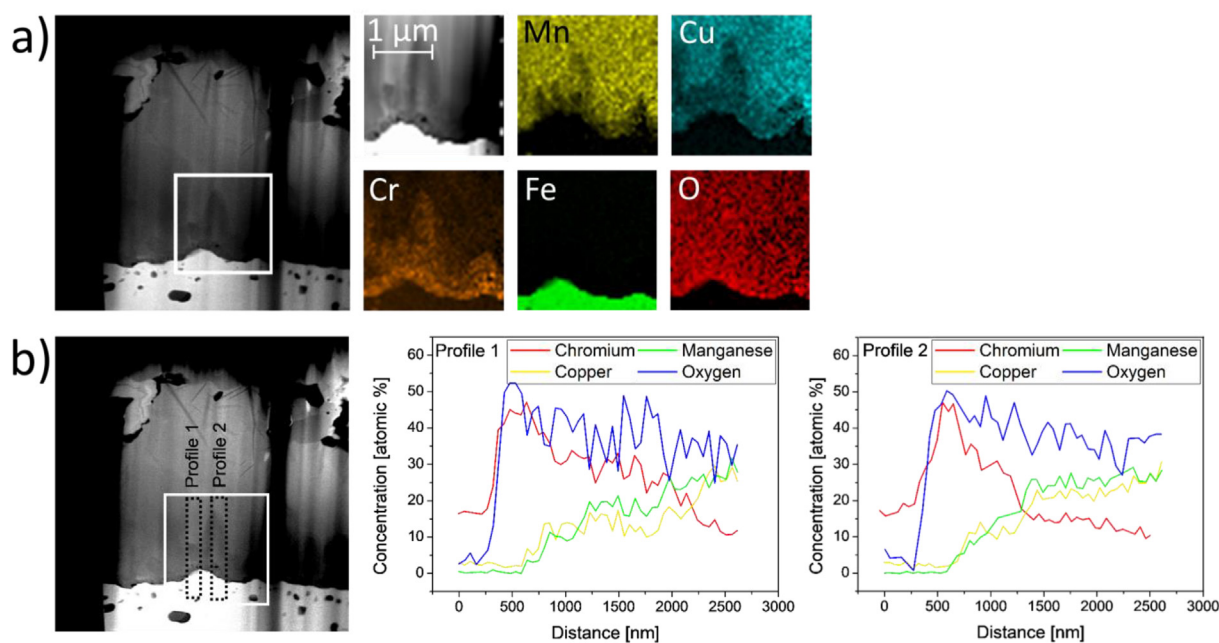 a)
1 µm
Mn
Cu
Cr
Fe
O
b)
Profile 1
Profile 2
Profile 1
Chromium
Manganese
Copper
Oxygen
60
50
40
30
20
10
0
Concentration [atomic %]
0
500
1000
1500
2000
2500
3000
Distance [nm]
Profile 2
Chromium
Manganese
Copper
Oxygen
60
50
40
30
20
10
0
Concentration [atomic %]
0
500
1000
1500
2000
2500
3000
Distance [nm]